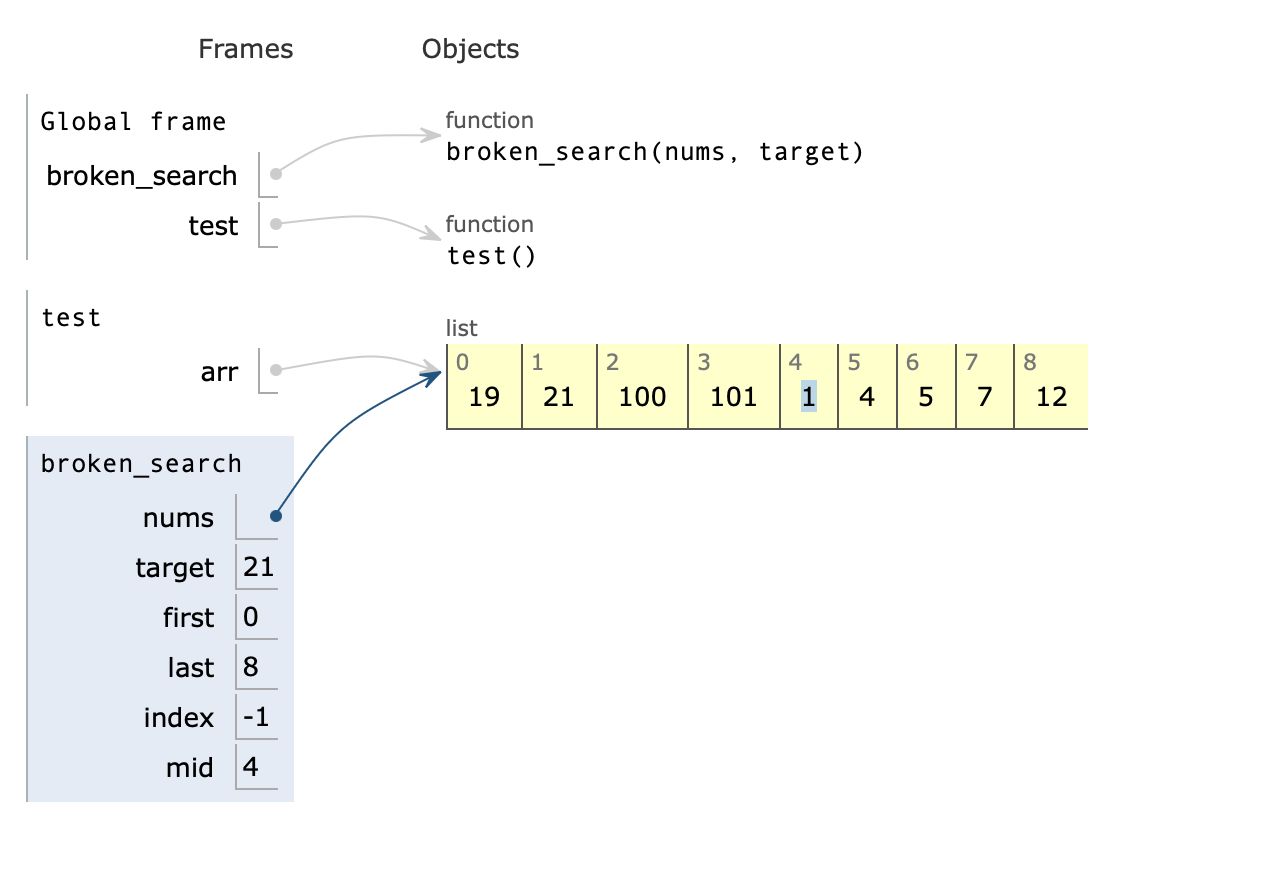 Frames Objects
Global frame
broken_search
test
function
broken_search(nums, target)
function
test()
test
arr
list
0 1 2 3 4 5 6 7 8
19 21 100 101 1 4 5 7 12
broken_search
nums
target 21
first 0
last 8
index -1
mid 4